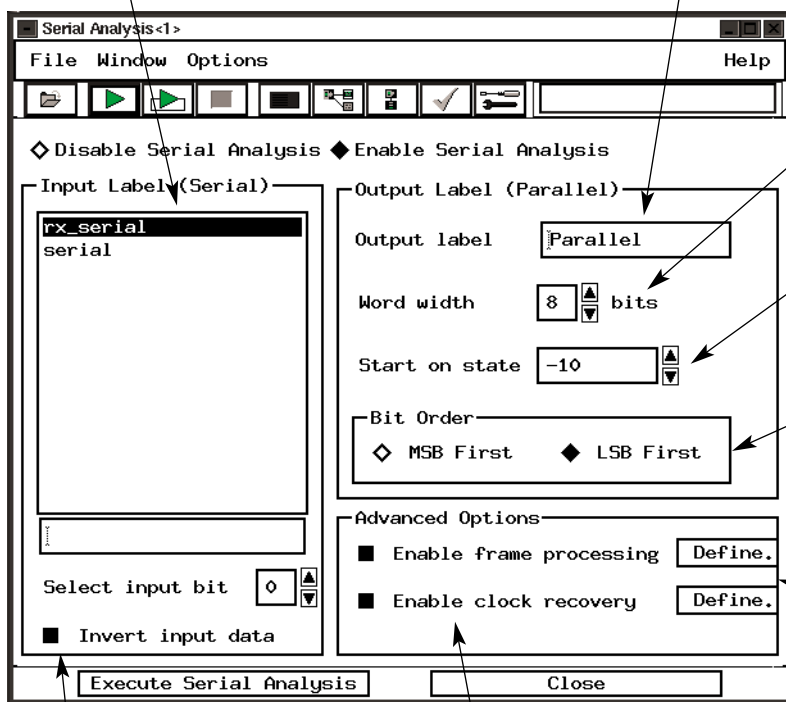 Serial Analysis<1>
File Window Options Help
Disable Serial Analysis Enable Serial Analysis
Input Label (Serial)
rx_serial
serial
Select input bit 0
Invert input data
Output Label (Parallel)
Output label Parallel
Word width 8 bits
Start on state -10
Bit Order
MSB First LSB First
Advanced Options
Enable frame processing Define.
Enable clock recovery Define.
Execute Serial Analysis Close